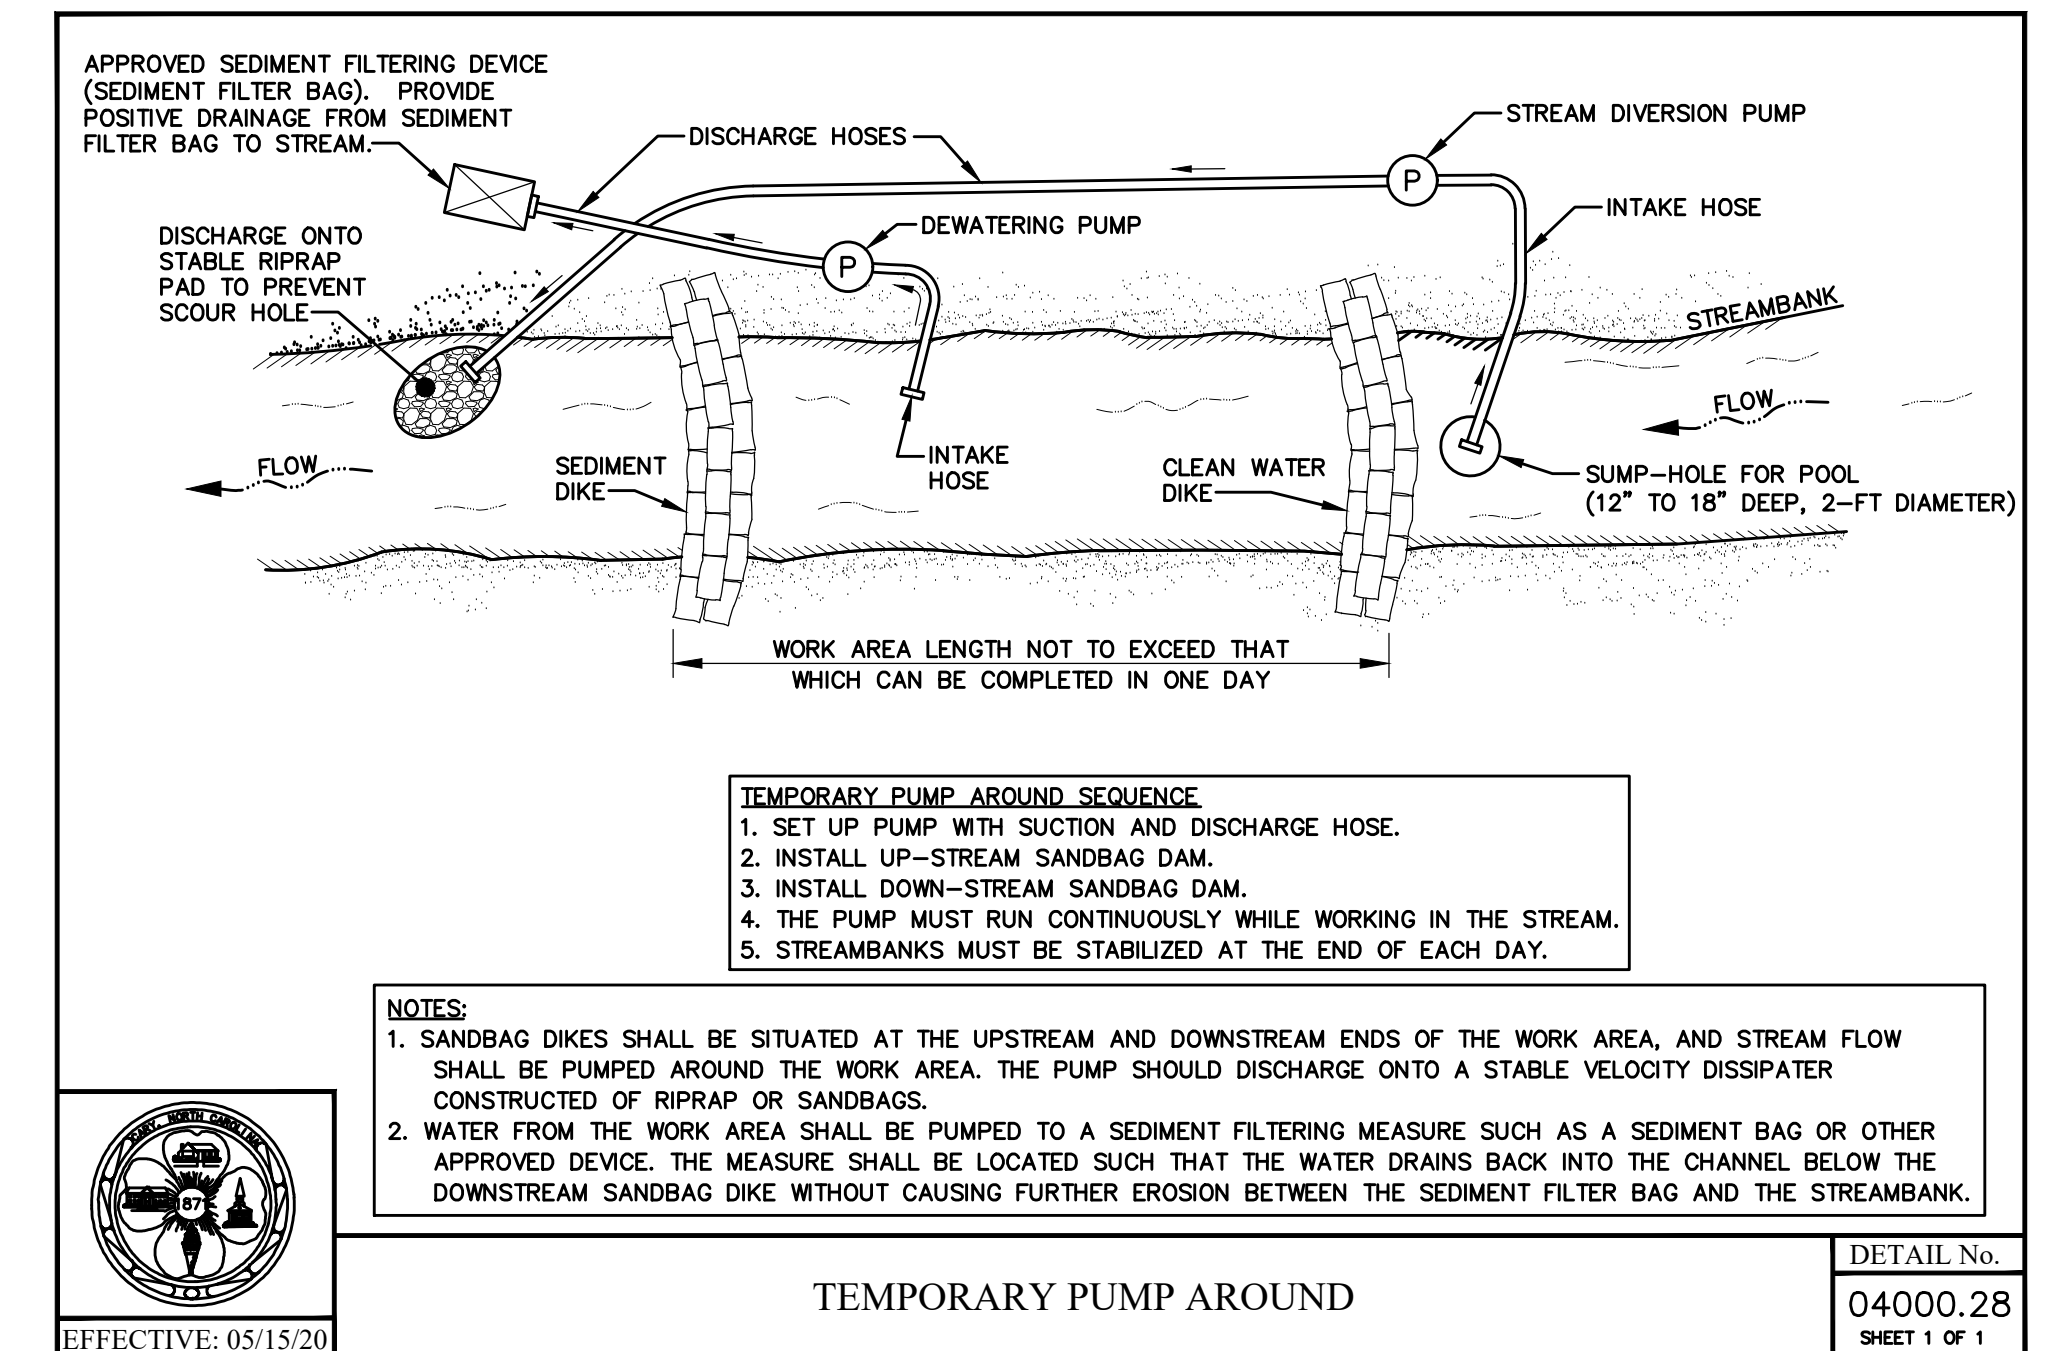 APPROVED SEDIMENT FILTERING DEVICE
(SEDIMENT FILTER BAG). PROVIDE
POSITIVE DRAINAGE FROM SEDIMENT
FILTER BAG TO STREAM.
DISCHARGE HOSES
STREAM DIVERSION PUMP
P
INTAKE HOSE
DEWATERING PUMP
P
DISCHARGE ONTO
STABLE RIPRAP
PAD TO PREVENT
SCOUR HOLE
STREAMBANK
FLOW
FLOW
SEDIMENT
DIKE
INTAKE
HOSE
CLEAN WATER
DIKE
SUMP-HOLE FOR POOL
(12" TO 18" DEEP, 2-FT DIAMETER)
WORK AREA LENGTH NOT TO EXCEED THAT
WHICH CAN BE COMPLETED IN ONE DAY
TEMPORARY PUMP AROUND SEQUENCE
1. SET UP PUMP WITH SUCTION AND DISCHARGE HOSE.
2. INSTALL UP-STREAM SANDBAG DAM.
3. INSTALL DOWN-STREAM SANDBAG DAM.
4. THE PUMP MUST RUN CONTINUOUSLY WHILE WORKING IN THE STREAM.
5. STREAMBANKS MUST BE STABILIZED AT THE END OF EACH DAY.
NOTES:
1. SANDBAG DIKES SHALL BE SITUATED AT THE UPSTREAM AND DOWNSTREAM ENDS OF THE WORK AREA, AND STREAM FLOW
SHALL BE PUMPED AROUND THE WORK AREA. THE PUMP SHOULD DISCHARGE ONTO A STABLE VELOCITY DISSIPATER
CONSTRUCTED OF RIPRAP OR SANDBAGS.
2. WATER FROM THE WORK AREA SHALL BE PUMPED TO A SEDIMENT FILTERING MEASURE SUCH AS A SEDIMENT BAG OR OTHER
APPROVED DEVICE. THE MEASURE SHALL BE LOCATED SUCH THAT THE WATER DRAINS BACK INTO THE CHANNEL BELOW THE
DOWNSTREAM SANDBAG DIKE WITHOUT CAUSING FURTHER EROSION BETWEEN THE SEDIMENT FILTER BAG AND THE STREAMBANK.
CARY, NORTH CAROLINA
1871
EFFECTIVE: 05/15/20
TEMPORARY PUMP AROUND
DETAIL No.
04000.28
SHEET 1 OF 1